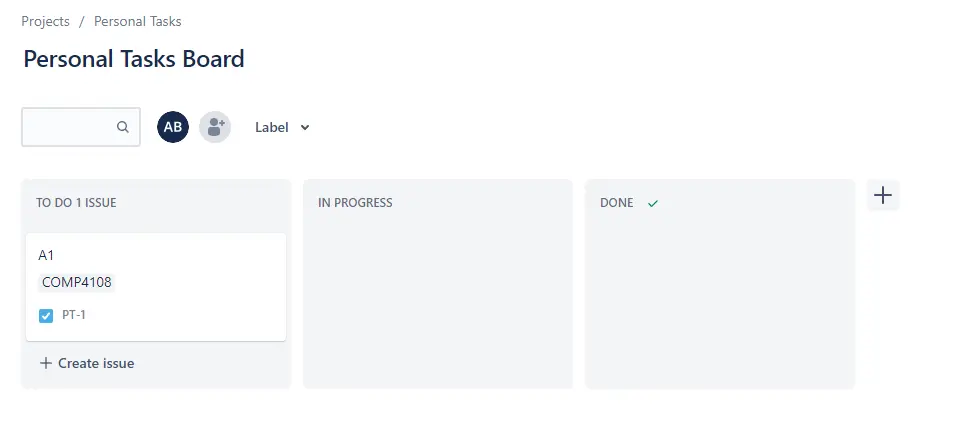 Projects / Personal Tasks
Personal Tasks Board
AB
Label
TO DO 1 ISSUE
A1
COMP4108
PT-1
+ Create issue
IN PROGRESS
DONE